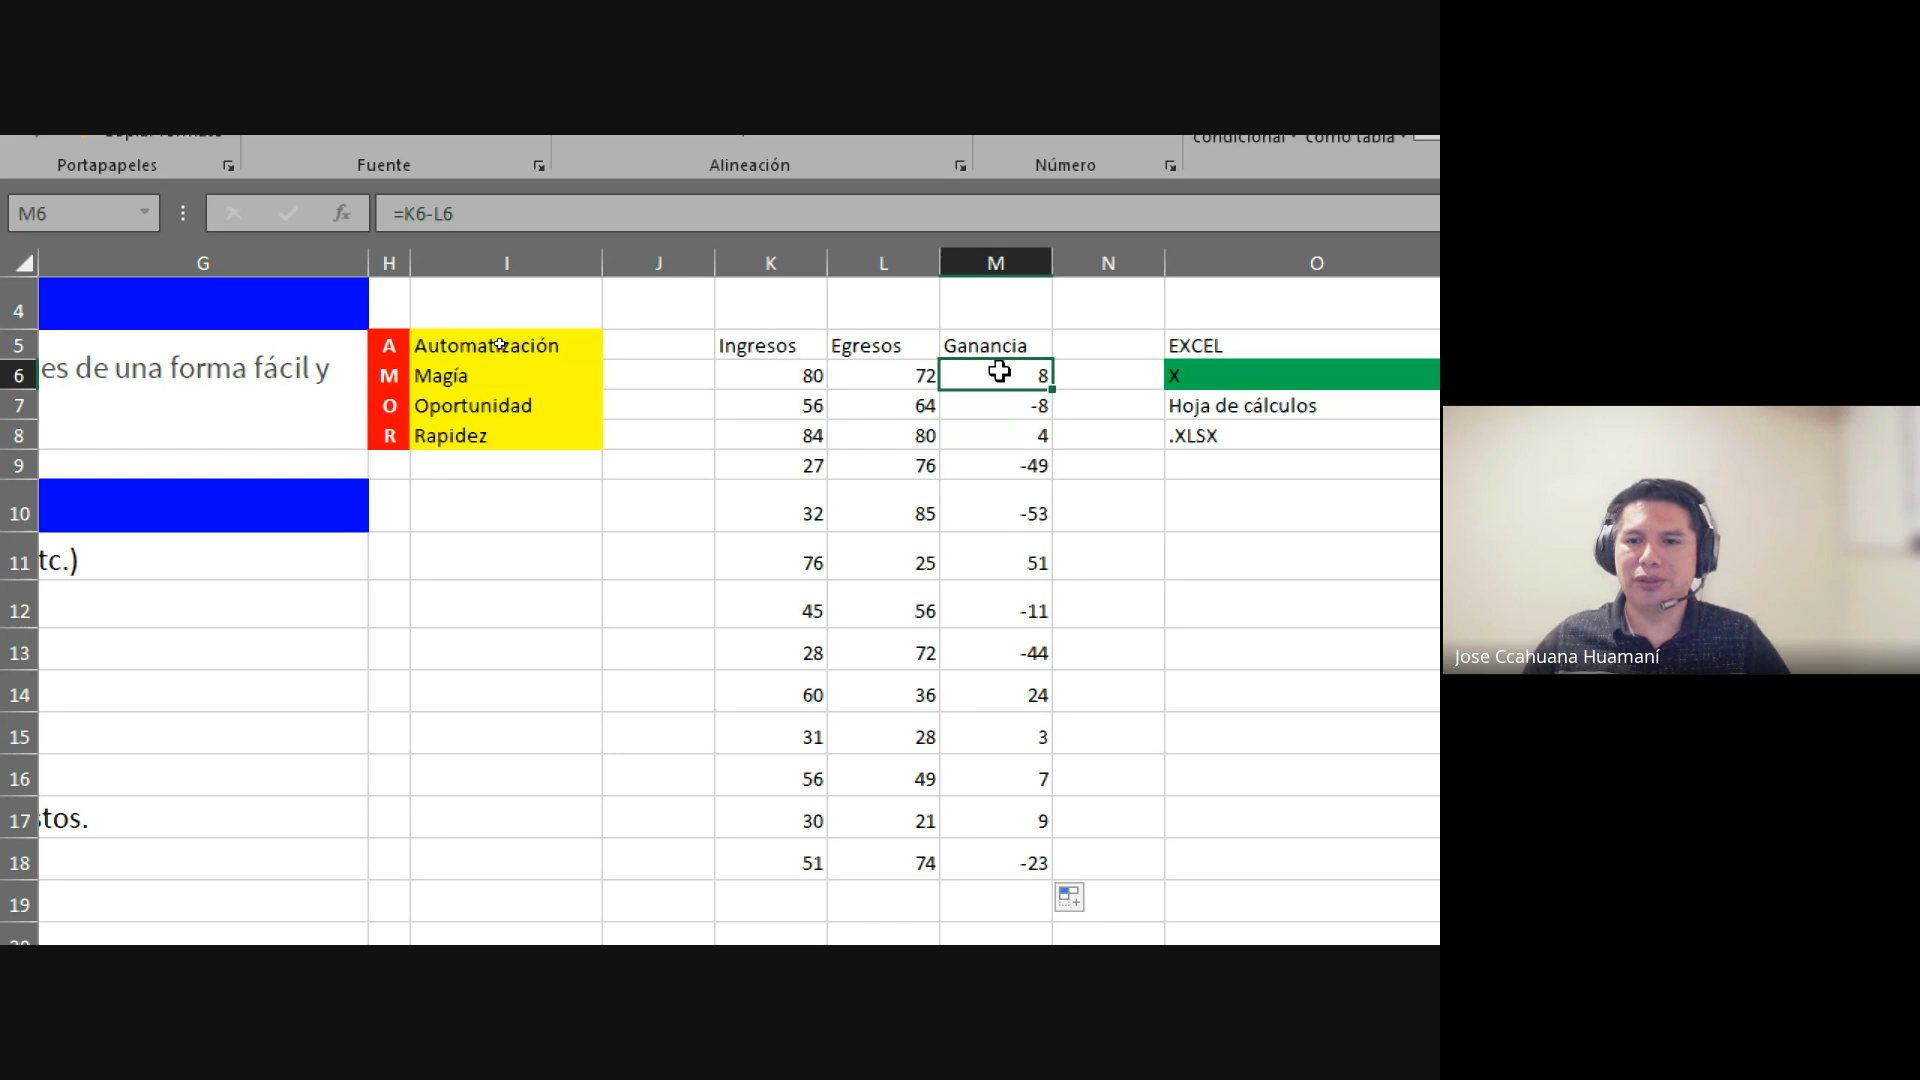 condicional como tabla
Portapapeles Fuente Alineación Número
M6 fx =K6-L6
G H I J K L M N O
4
5 A Automatización Ingresos Egresos Ganancia EXCEL
es de una forma fácil y
6 M Magía 80 72 8 X
7 O Oportunidad 56 64 -8 Hoja de cálculos
8 R Rapidez 84 80 4 .XLSX
9 27 76 -49
10 32 85 -53
11 tc.) 76 25 51
12 45 56 -11
13 28 72 -44
14 60 36 24
15 31 28 3
16 56 49 7
17 stos. 30 21 9
18 51 74 -23
19
Jose Ccahuana Huamaní